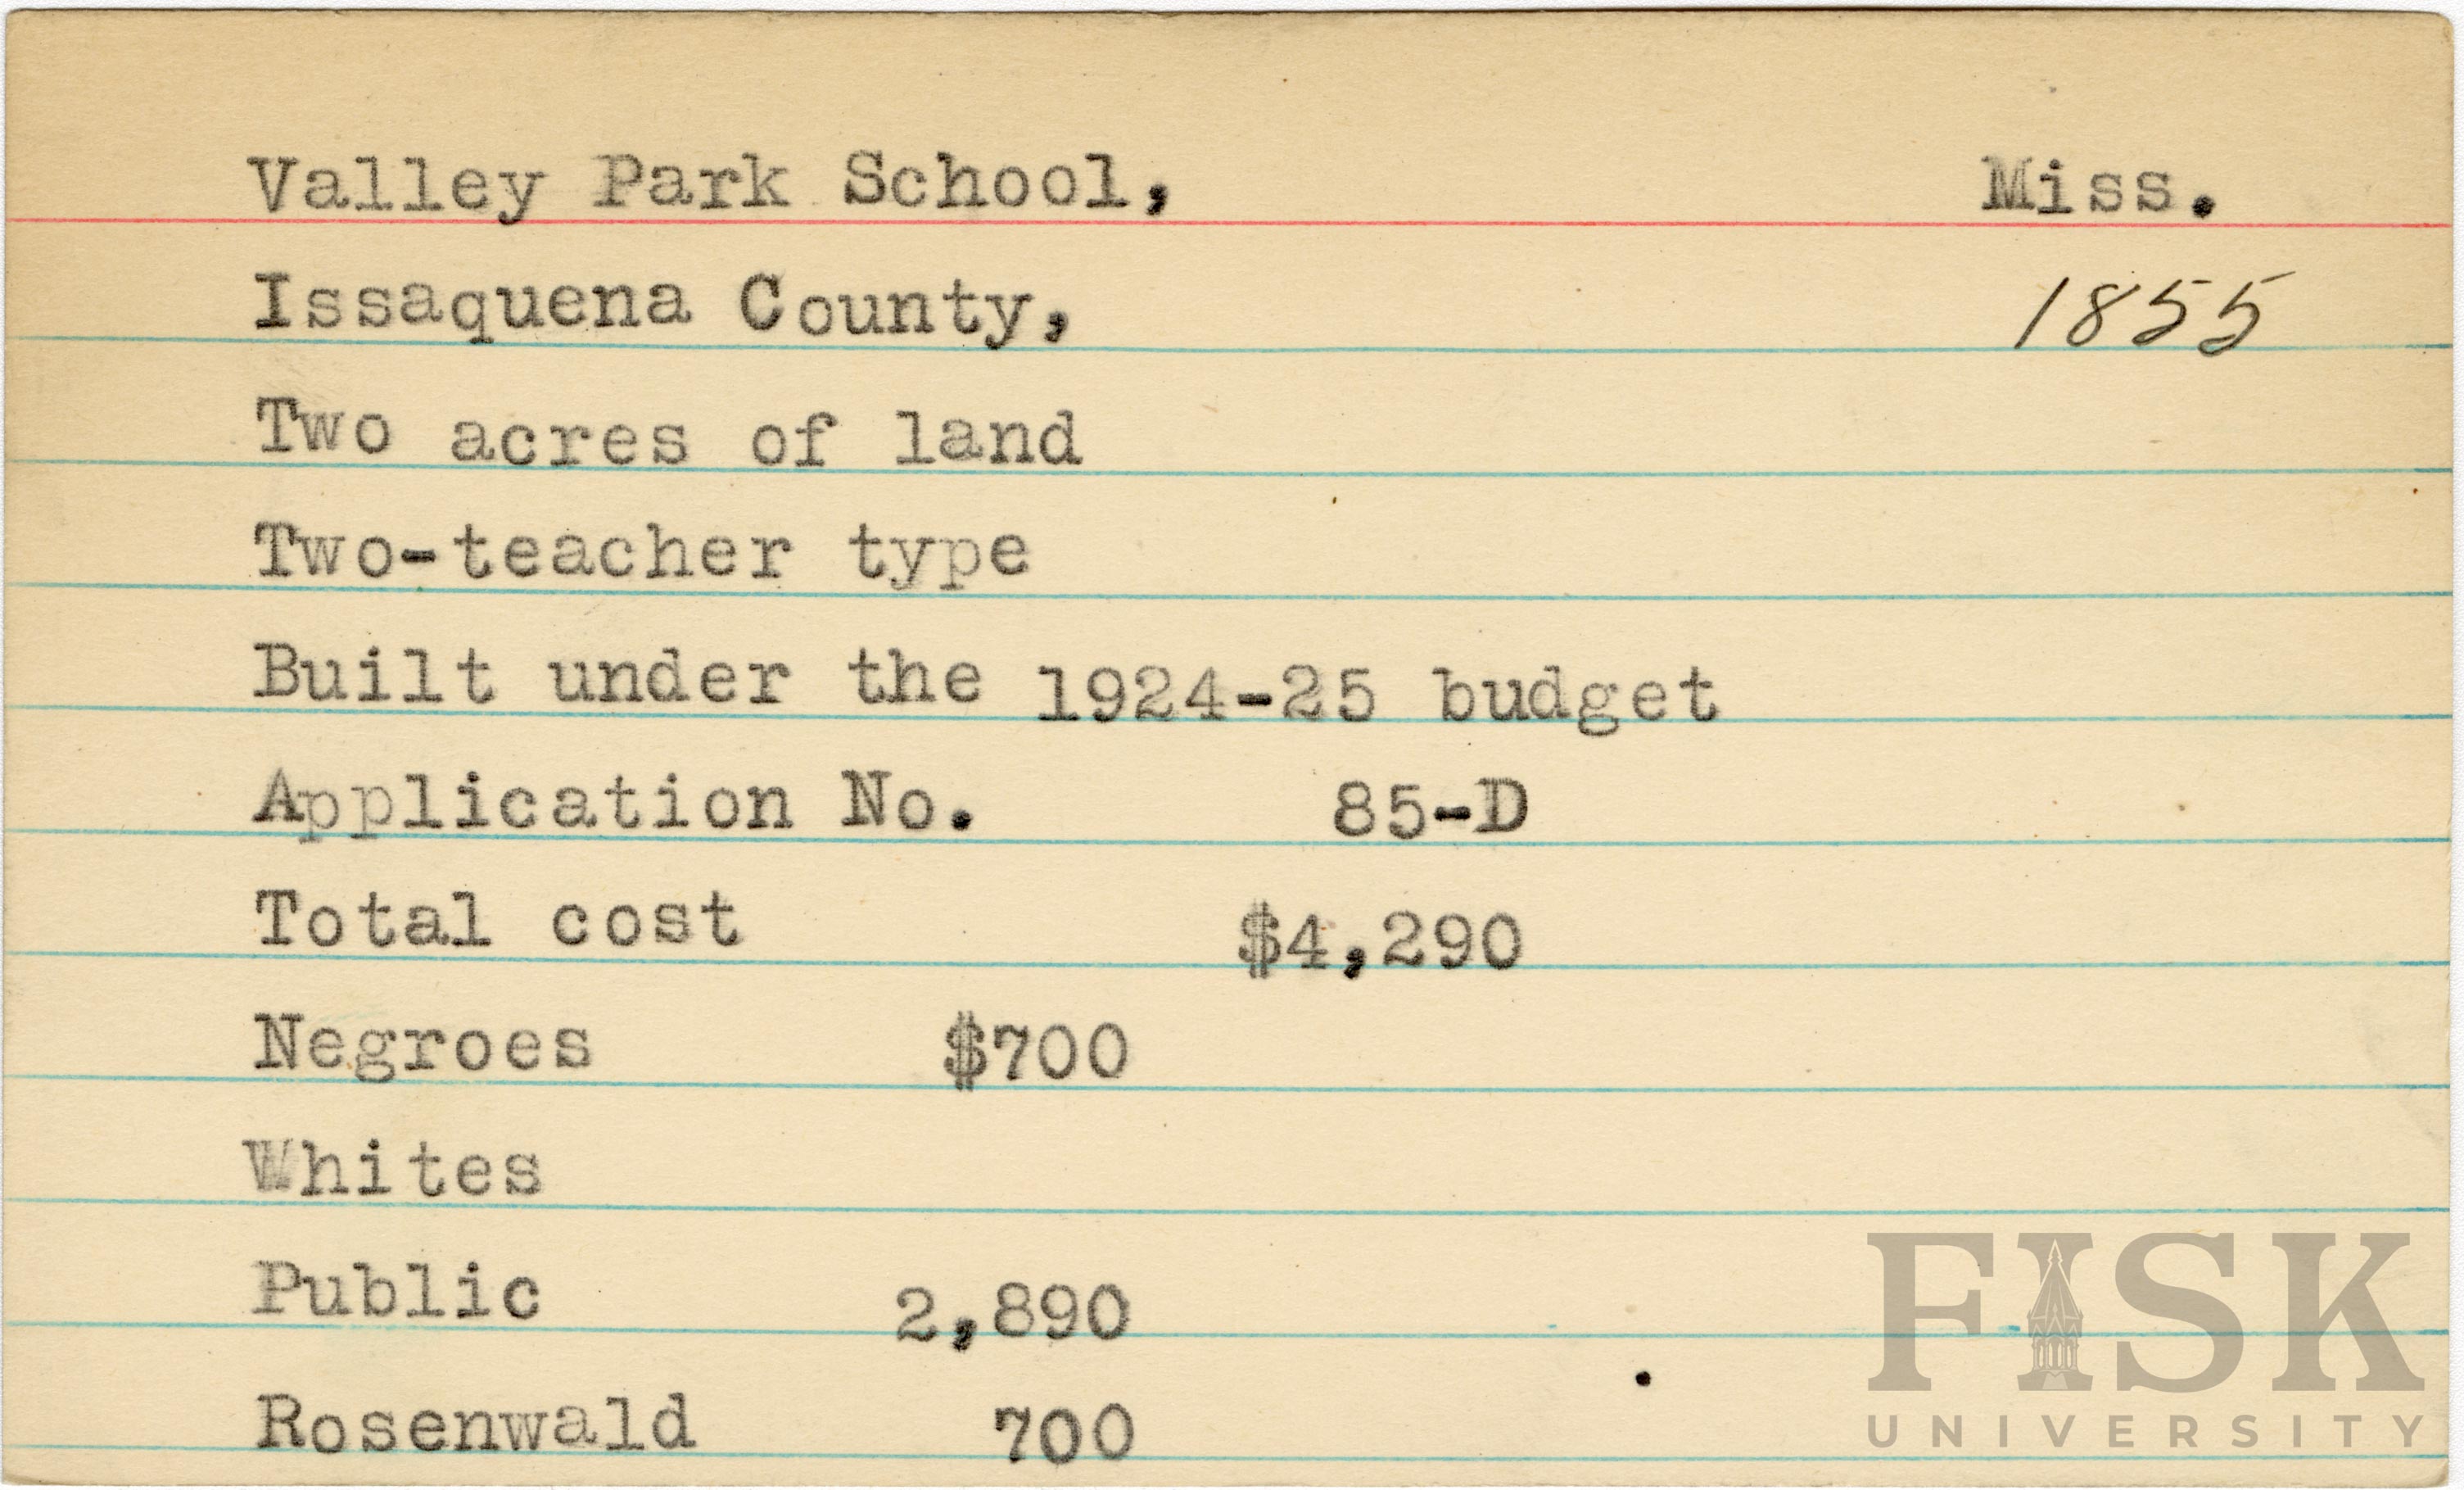 Valley Park School, Miss.
Issaquena County, 1855
Two acres of land
Two-teacher type
Built under the 1924-25 budget
Application No. 85-D
Total cost $4,290
Negroes $700
Whites
Public 2,890
Rosenwald 700
FISK
UNIVERSITY